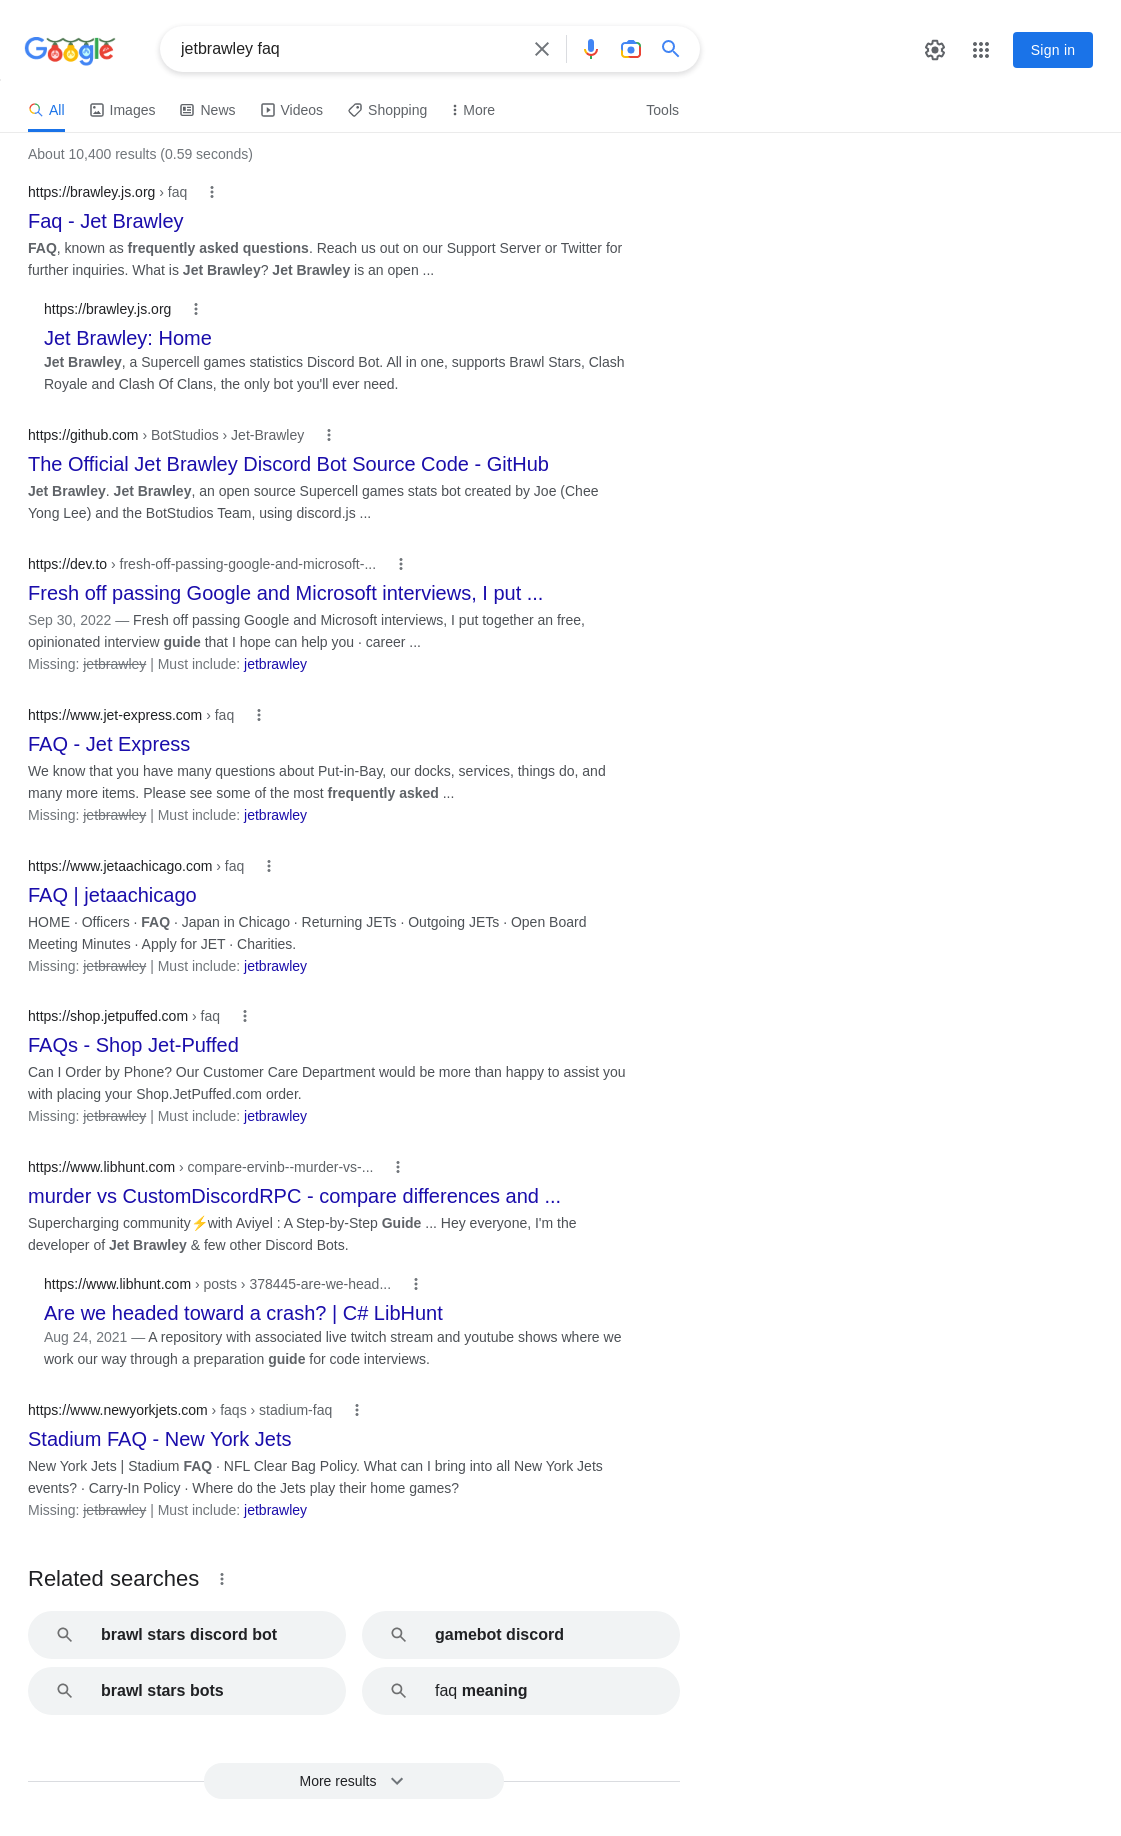 Google
jetbrawley faq
Sign in
All Images News Videos Shopping More Tools
About 10,400 results (0.59 seconds)
https://brawley.js.org › faq
Faq - Jet Brawley
FAQ, known as frequently asked questions. Reach us out on our Support Server or Twitter for
further inquiries. What is Jet Brawley? Jet Brawley is an open ...
https://brawley.js.org
Jet Brawley: Home
Jet Brawley, a Supercell games statistics Discord Bot. All in one, supports Brawl Stars, Clash
Royale and Clash Of Clans, the only bot you'll ever need.
https://github.com › BotStudios › Jet-Brawley
The Official Jet Brawley Discord Bot Source Code - GitHub
Jet Brawley. Jet Brawley, an open source Supercell games stats bot created by Joe (Chee
Yong Lee) and the BotStudios Team, using discord.js ...
https://dev.to › fresh-off-passing-google-and-microsoft-...
Fresh off passing Google and Microsoft interviews, I put ...
Sep 30, 2022 — Fresh off passing Google and Microsoft interviews, I put together an free,
opinionated interview guide that I hope can help you · career ...
Missing: jetbrawley | Must include: jetbrawley
https://www.jet-express.com › faq
FAQ - Jet Express
We know that you have many questions about Put-in-Bay, our docks, services, things do, and
many more items. Please see some of the most frequently asked ...
Missing: jetbrawley | Must include: jetbrawley
https://www.jetaachicago.com › faq
FAQ | jetaachicago
HOME · Officers · FAQ · Japan in Chicago · Returning JETs · Outgoing JETs · Open Board
Meeting Minutes · Apply for JET · Charities.
Missing: jetbrawley | Must include: jetbrawley
https://shop.jetpuffed.com › faq
FAQs - Shop Jet-Puffed
Can I Order by Phone? Our Customer Care Department would be more than happy to assist you
with placing your Shop.JetPuffed.com order.
Missing: jetbrawley | Must include: jetbrawley
https://www.libhunt.com › compare-ervinb--murder-vs-...
murder vs CustomDiscordRPC - compare differences and ...
Supercharging community⚡with Aviyel : A Step-by-Step Guide ... Hey everyone, I'm the
developer of Jet Brawley & few other Discord Bots.
https://www.libhunt.com › posts › 378445-are-we-head...
Are we headed toward a crash? | C# LibHunt
Aug 24, 2021 — A repository with associated live twitch stream and youtube shows where we
work our way through a preparation guide for code interviews.
https://www.newyorkjets.com › faqs › stadium-faq
Stadium FAQ - New York Jets
New York Jets | Stadium FAQ · NFL Clear Bag Policy. What can I bring into all New York Jets
events? · Carry-In Policy · Where do the Jets play their home games?
Missing: jetbrawley | Must include: jetbrawley
Related searches
brawl stars discord bot
gamebot discord
brawl stars bots
faq meaning
More results